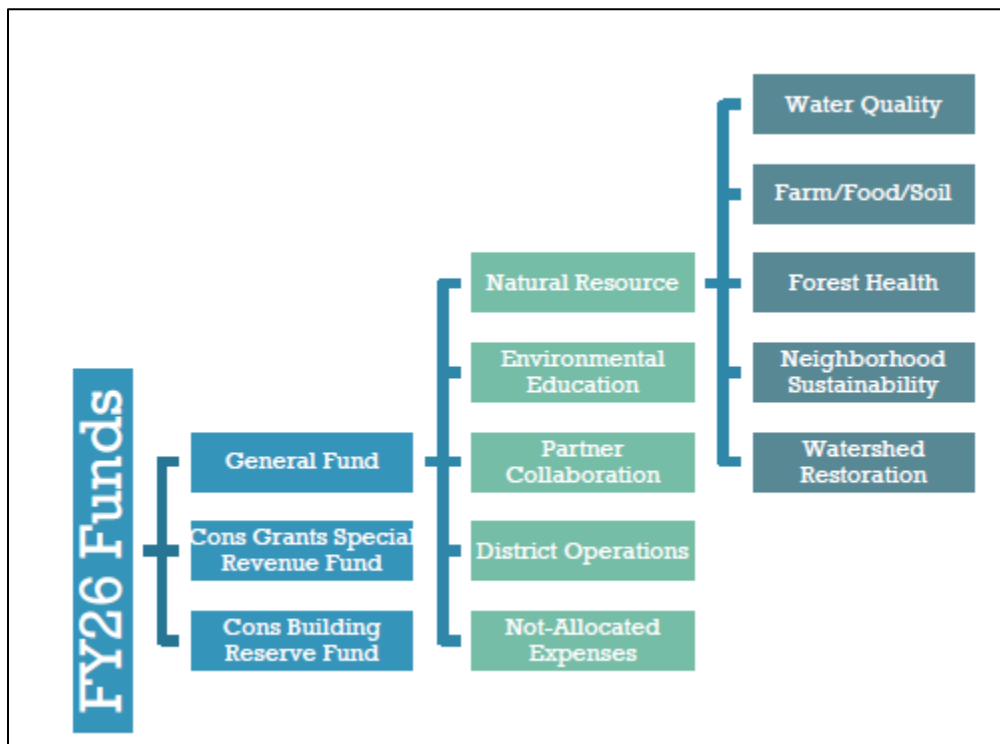 FY26 Funds
General Fund
Cons Grants Special
Revenue Fund
Cons Building
Reserve Fund
Natural Resource
Environmental
Education
Partner
Collaboration
District Operations
Not-Allocated
Expenses
Water Quality
Farm/Food/Soil
Forest Health
Neighborhood
Sustainability
Watershed
Restoration